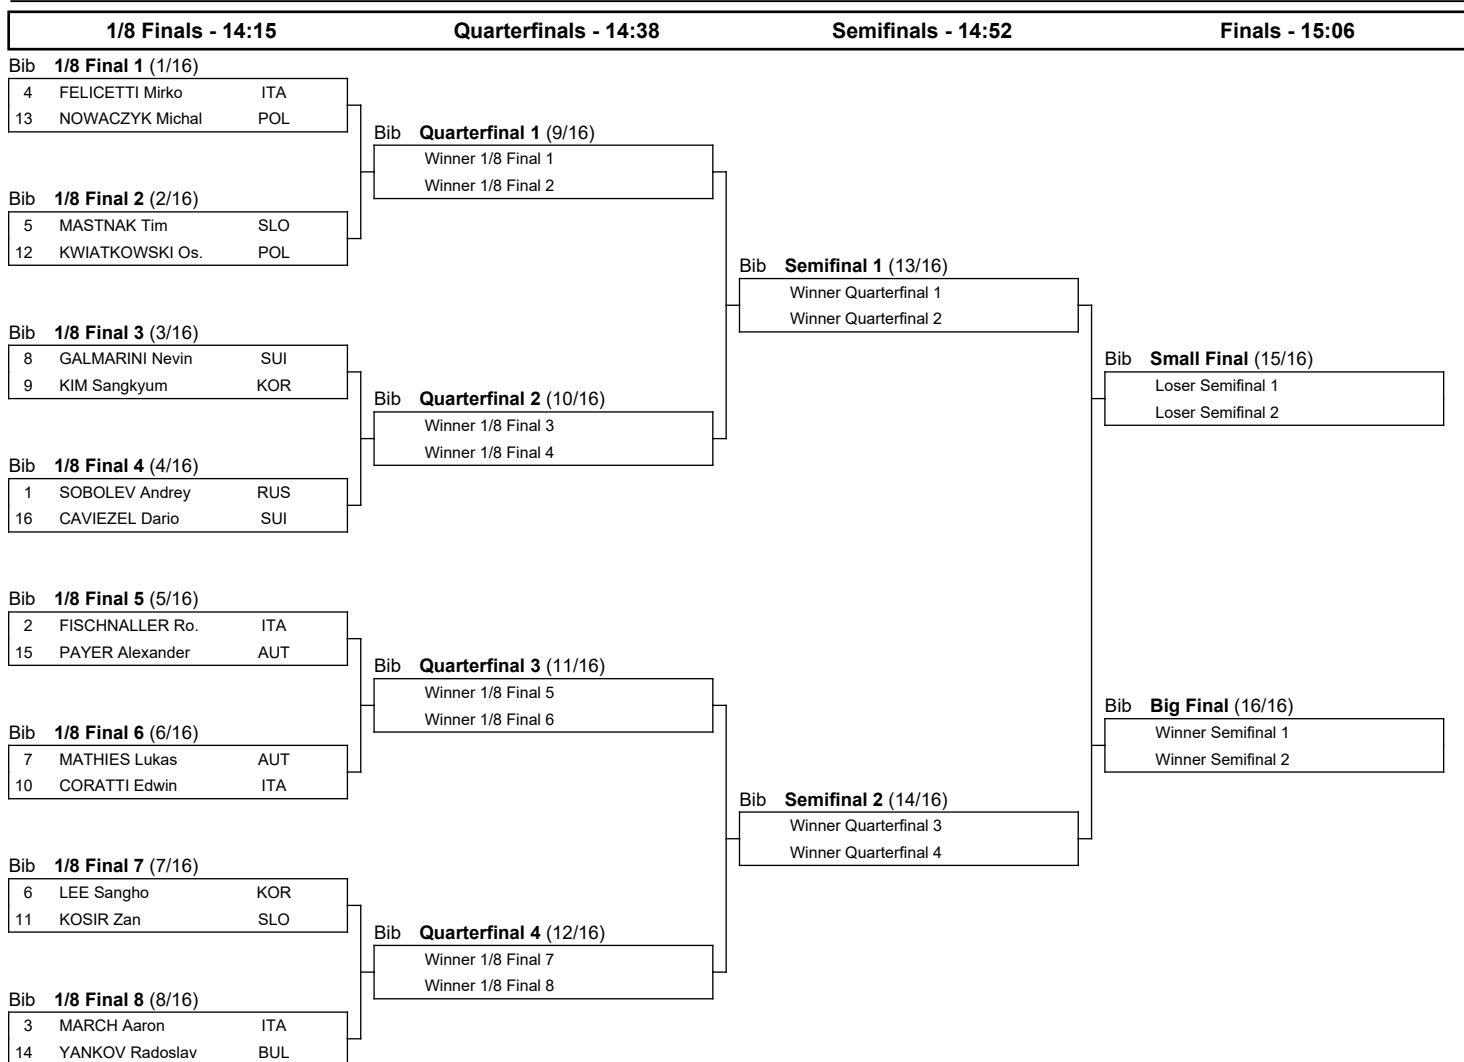 1/8 Finals - 14:15 Quarterfinals - 14:38 Semifinals - 14:52 Finals - 15:06
Bib 1/8 Final 1 (1/16)
4 FELICETTI Mirko ITA
13 NOWACZYK Michal POL
Bib 1/8 Final 2 (2/16)
5 MASTNAK Tim SLO
12 KWIATKOWSKI Os. POL
Bib 1/8 Final 3 (3/16)
8 GALMARINI Nevin SUI
9 KIM Sangkyum KOR
Bib 1/8 Final 4 (4/16)
1 SOBOLEV Andrey RUS
16 CAVIEZEL Dario SUI
Bib 1/8 Final 5 (5/16)
2 FISCHNALLER Ro. ITA
15 PAYER Alexander AUT
Bib 1/8 Final 6 (6/16)
7 MATHIES Lukas AUT
10 CORATTI Edwin ITA
Bib 1/8 Final 7 (7/16)
6 LEE Sangho KOR
11 KOSIR Zan SLO
Bib 1/8 Final 8 (8/16)
3 MARCH Aaron ITA
14 YANKOV Radoslav BUL
Bib Quarterfinal 1 (9/16)
Winner 1/8 Final 1
Winner 1/8 Final 2
Bib Quarterfinal 2 (10/16)
Winner 1/8 Final 3
Winner 1/8 Final 4
Bib Quarterfinal 3 (11/16)
Winner 1/8 Final 5
Winner 1/8 Final 6
Bib Quarterfinal 4 (12/16)
Winner 1/8 Final 7
Winner 1/8 Final 8
Bib Semifinal 1 (13/16)
Winner Quarterfinal 1
Winner Quarterfinal 2
Bib Semifinal 2 (14/16)
Winner Quarterfinal 3
Winner Quarterfinal 4
Bib Small Final (15/16)
Loser Semifinal 1
Loser Semifinal 2
Bib Big Final (16/16)
Winner Semifinal 1
Winner Semifinal 2